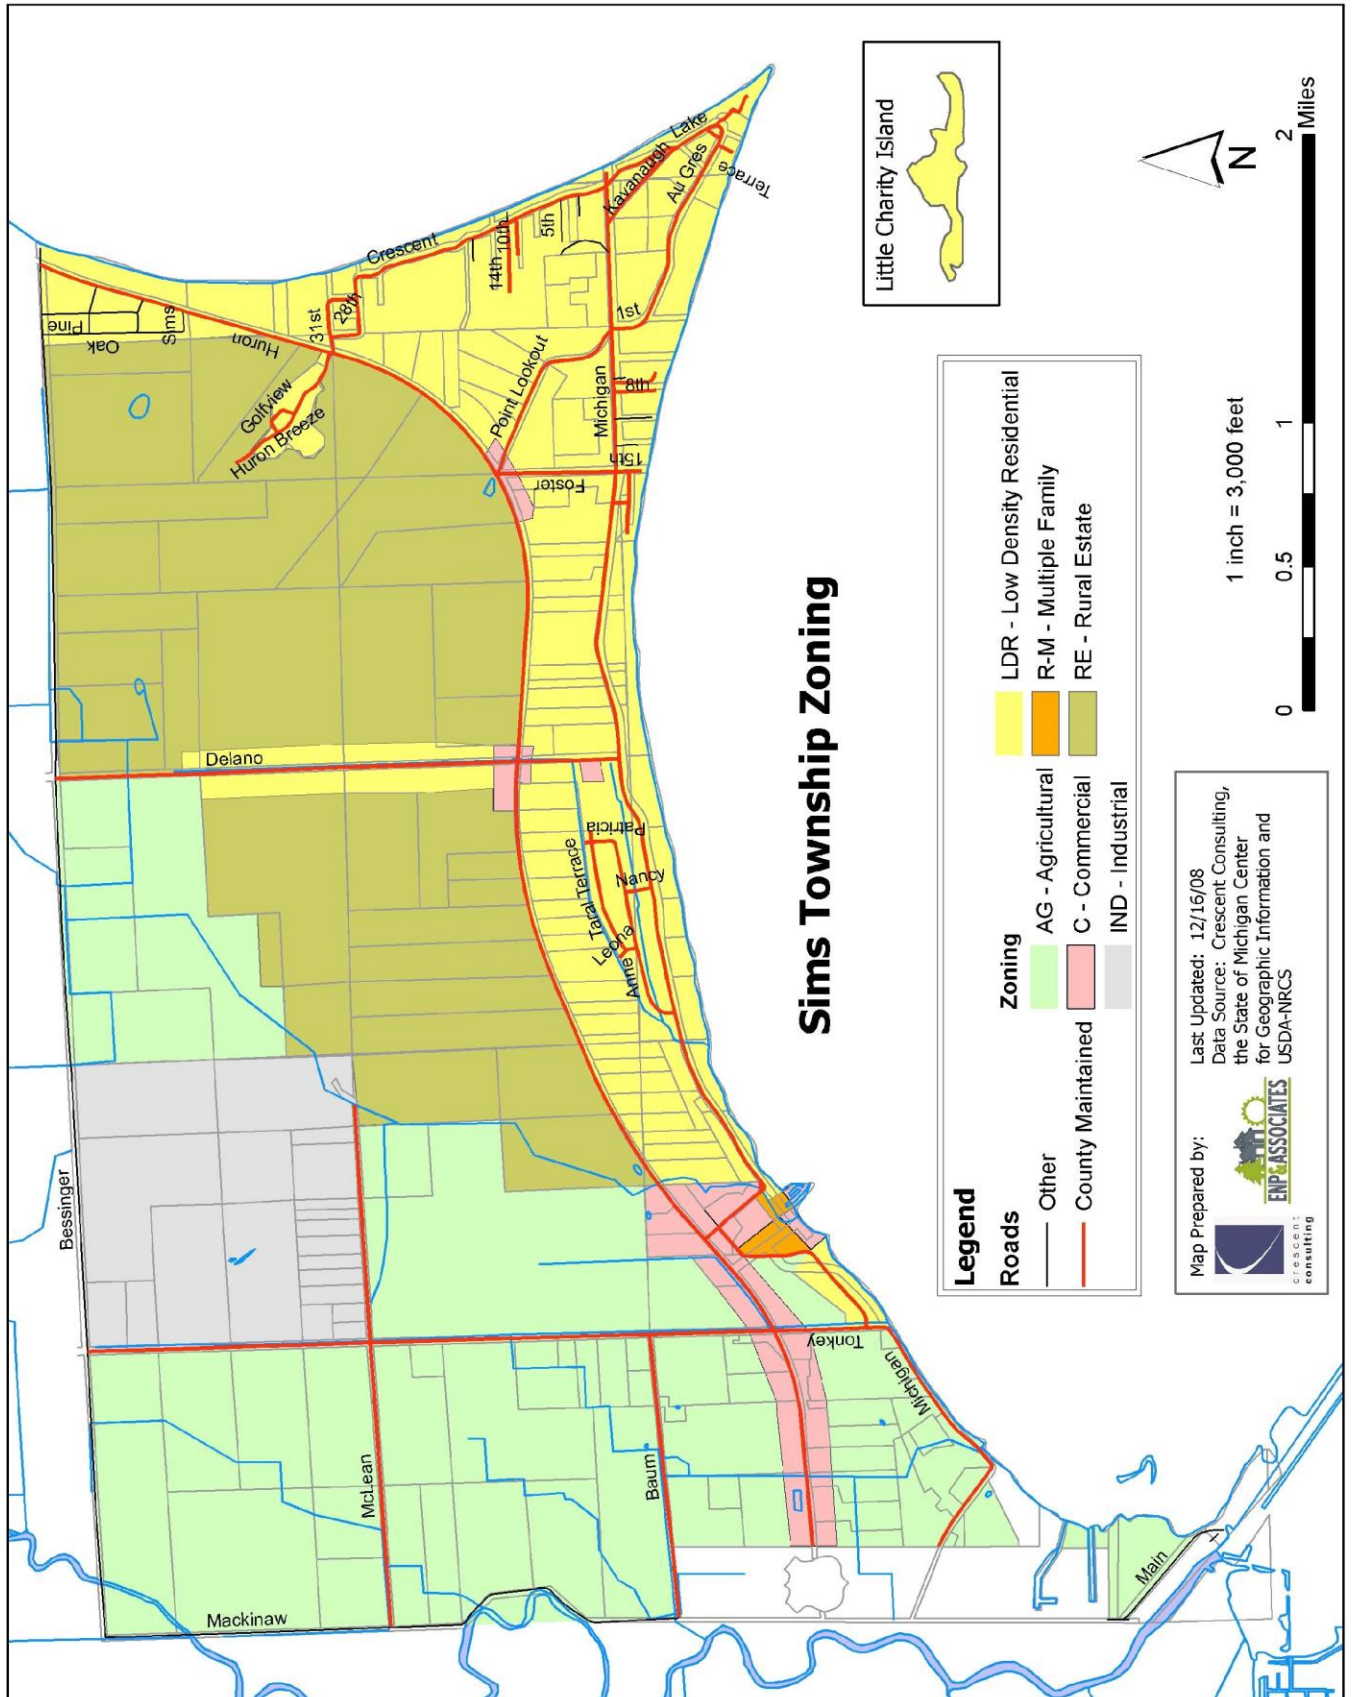 Sims Township Zoning
Little Charity Island
N
1 inch = 3,000 feet
0
0.5
1
2
Miles
Legend
Roads
Other
County Maintained
Zoning
AG - Agricultural
C - Commercial
IND - Industrial
LDR - Low Density Residential
R-M - Multiple Family
RE - Rural Estate
Map Prepared by:
crescent
consulting
ENP&ASSOCIATES
Last Updated: 12/16/08
Data Source: Crescent Consulting,
the State of Michigan Center
for Geographic Information and
USDA-NRCS
Mackinaw
Bessinger
McLean
Baum
Tonkey
Michigan
Main
Delano
Taral Terrace
Leona
Anne
Nancy
Patricia
Foster
15th
8th
Michigan
Point Lookout
1st
Huron Breeze
Golfview
Huron
Sims
Oak
Pine
31st
28th
Crescent
14th
10th
5th
Kavanaugh
Lake
Au Gres
Terrace